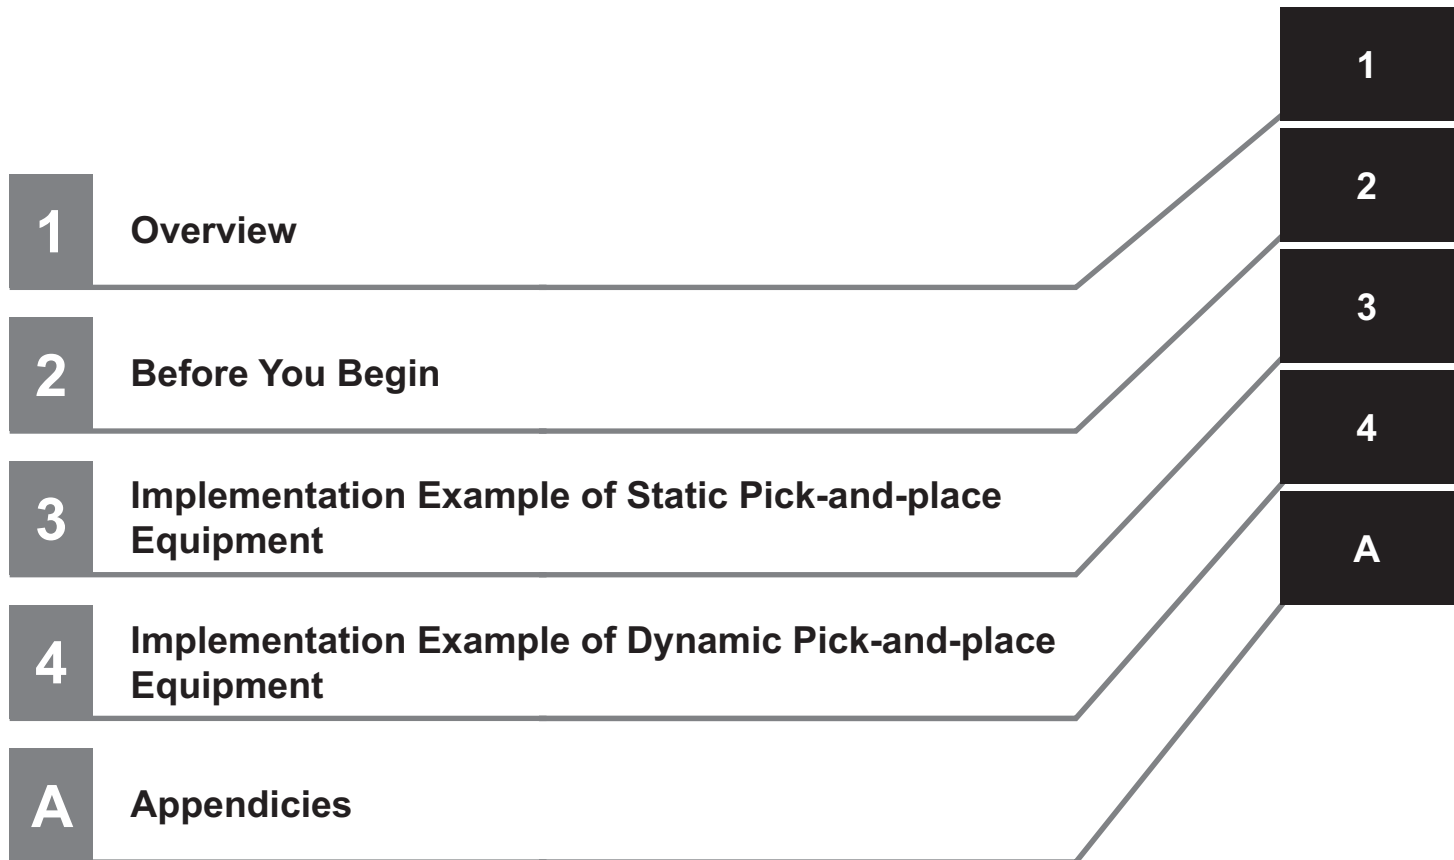 1
Overview
2
Before You Begin
3
Implementation Example of Static Pick-and-place
Equipment
4
Implementation Example of Dynamic Pick-and-place
Equipment
A
Appendicies
1
2
3
4
A